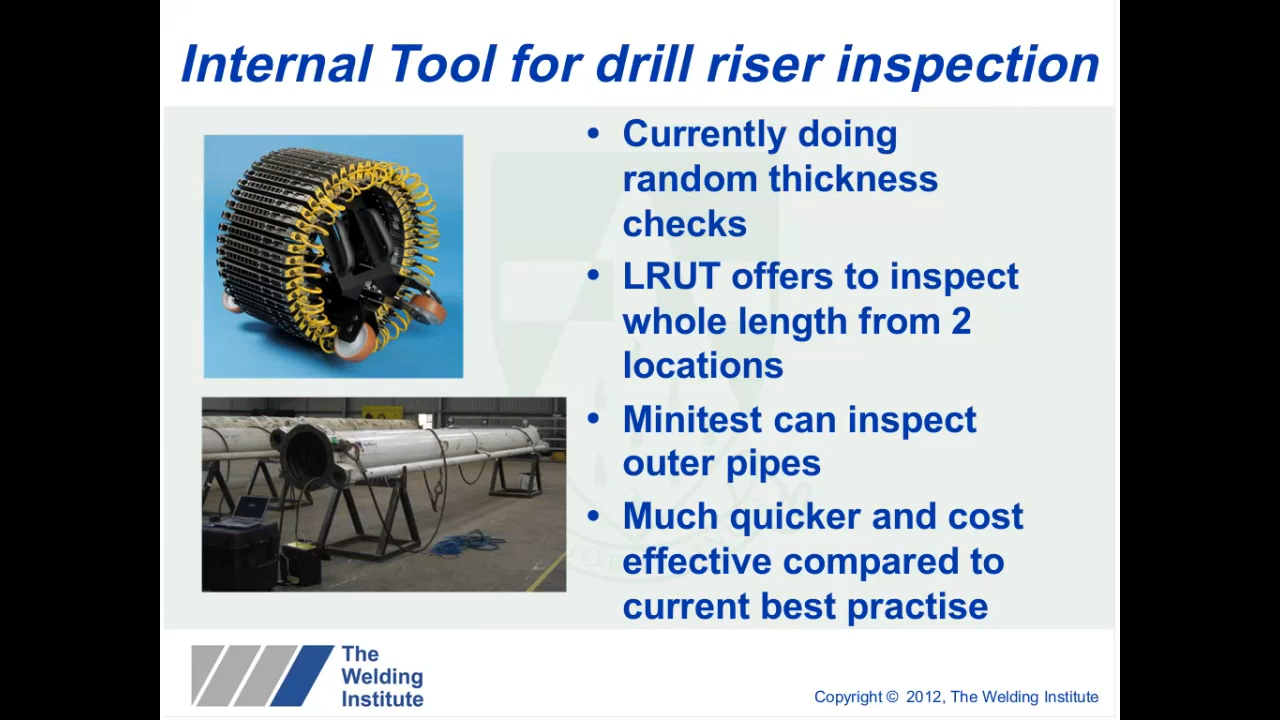 Internal Tool for drill riser inspection
• Currently doing
random thickness
checks
• LRUT offers to inspect
whole length from 2
locations
• Minitest can inspect
outer pipes
• Much quicker and cost
effective compared to
current best practise
The
Welding
Institute
Copyright © 2012, The Welding Institute